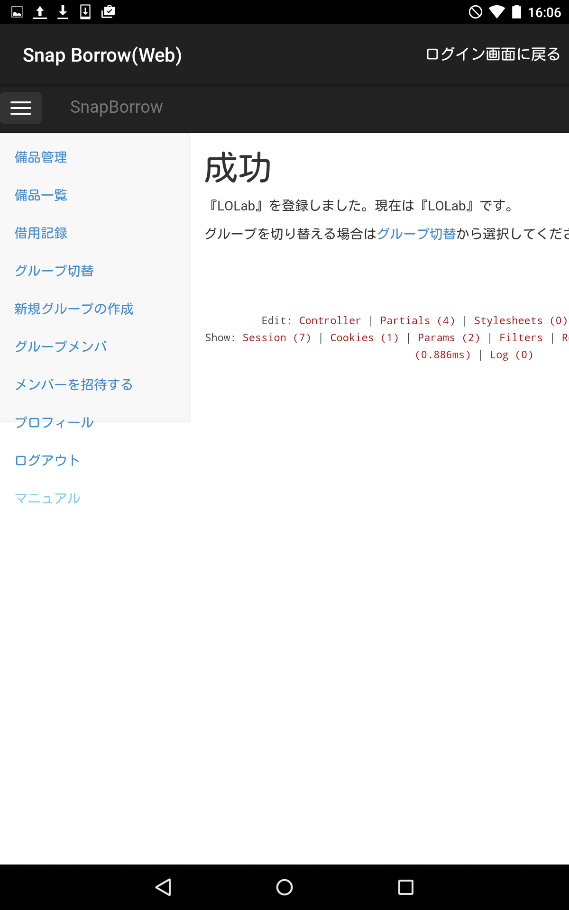 16:06
Snap Borrow(Web)
ログイン画面に戻る
SnapBorrow
備品管理
備品一覧
借用記録
グループ切替
新規グループの作成
グループメンバ
メンバーを招待する
プロフィール
ログアウト
マニュアル
成功
『LOLab』を登録しました。現在は『LOLab』です。
グループを切り替える場合はグループ切替から選択してくださ
Edit: Controller | Partials (4) | Stylesheets (0)
Show: Session (7) | Cookies (1) | Params (2) | Filters | R
(0.886ms) | Log (0)